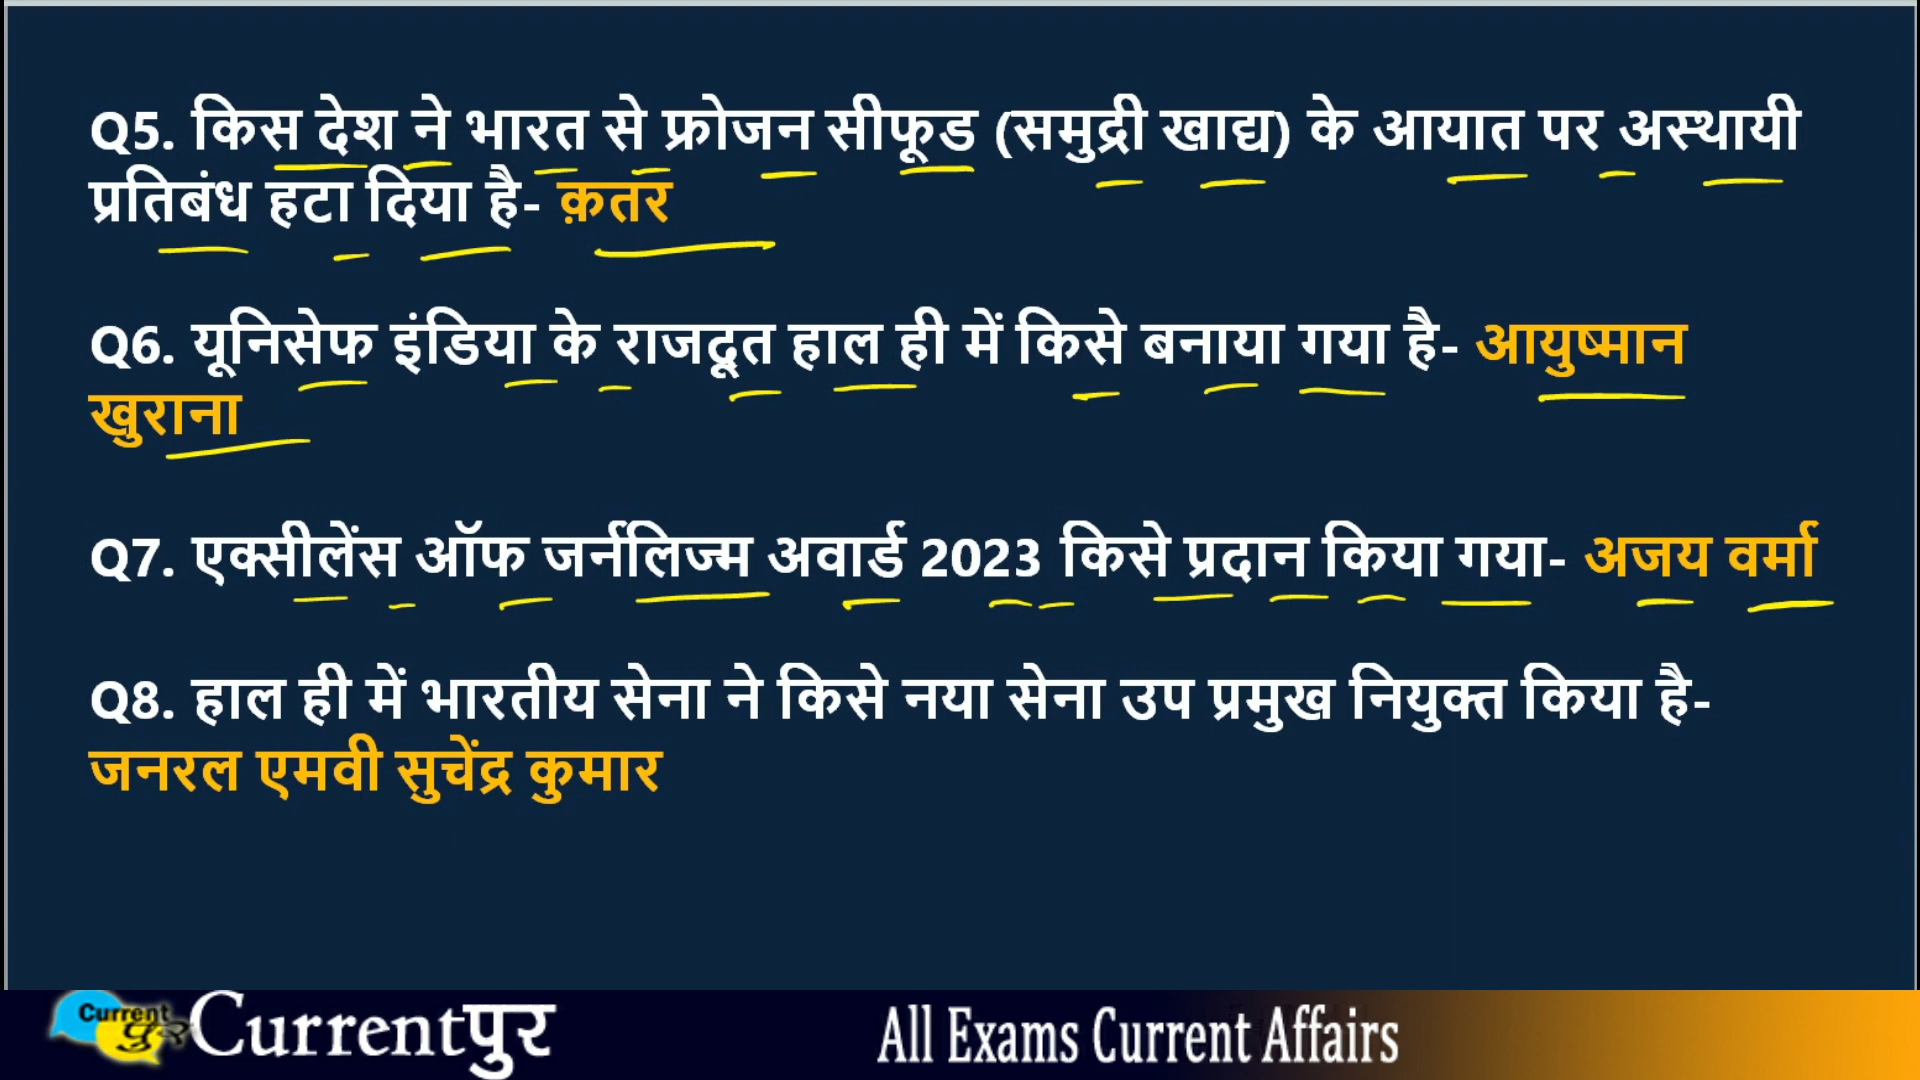 Q5. किस देश ने भारत से फ्रोजन सीफूड (समुद्री खाद्य) के आयात पर अस्थायी
प्रतिबंध हटा दिया है- क़तर
Q6. यूनिसेफ इंडिया के राजदूत हाल ही में किसे बनाया गया है- आयुष्मान
खुराना
Q7. एक्सीलेंस ऑफ जर्नलिज्म अवार्ड 2023 किसे प्रदान किया गया- अजय वर्मा
Q8. हाल ही में भारतीय सेना ने किसे नया सेना उप प्रमुख नियुक्त किया है-
जनरल एमवी सुचेंद्र कुमार
Current
पुर
Currentपुर
All Exams Current Affairs